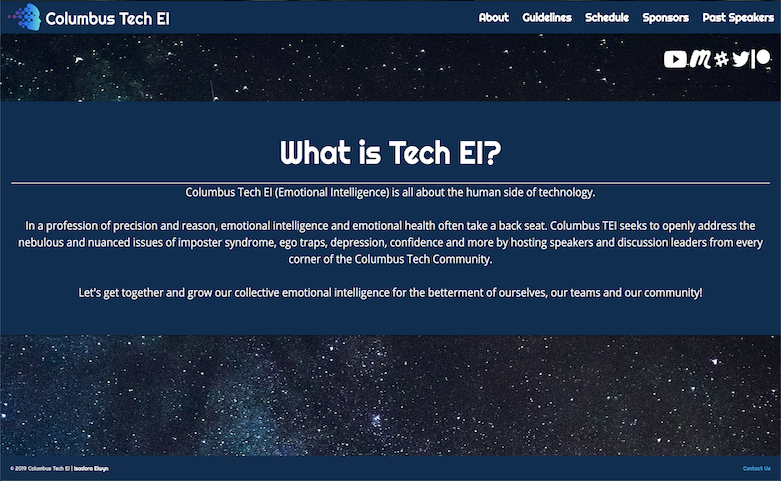 Columbus Tech EI
About Guidelines Schedule Sponsors Past Speakers
What is Tech EI?
Columbus Tech EI (Emotional Intelligence) is all about the human side of technology.
In a profession of precision and reason, emotional intelligence and emotional health often take a back seat. Columbus TEI seeks to openly address the
nebulous and nuanced issues of imposter syndrome, ego traps, depression, confidence and more by hosting speakers and discussion leaders from every
corner of the Columbus Tech Community.
Let's get together and grow our collective emotional intelligence for the betterment of ourselves, our teams and our community!
© 2019 Columbus Tech EI | Isadora Elwyn
Contact Us